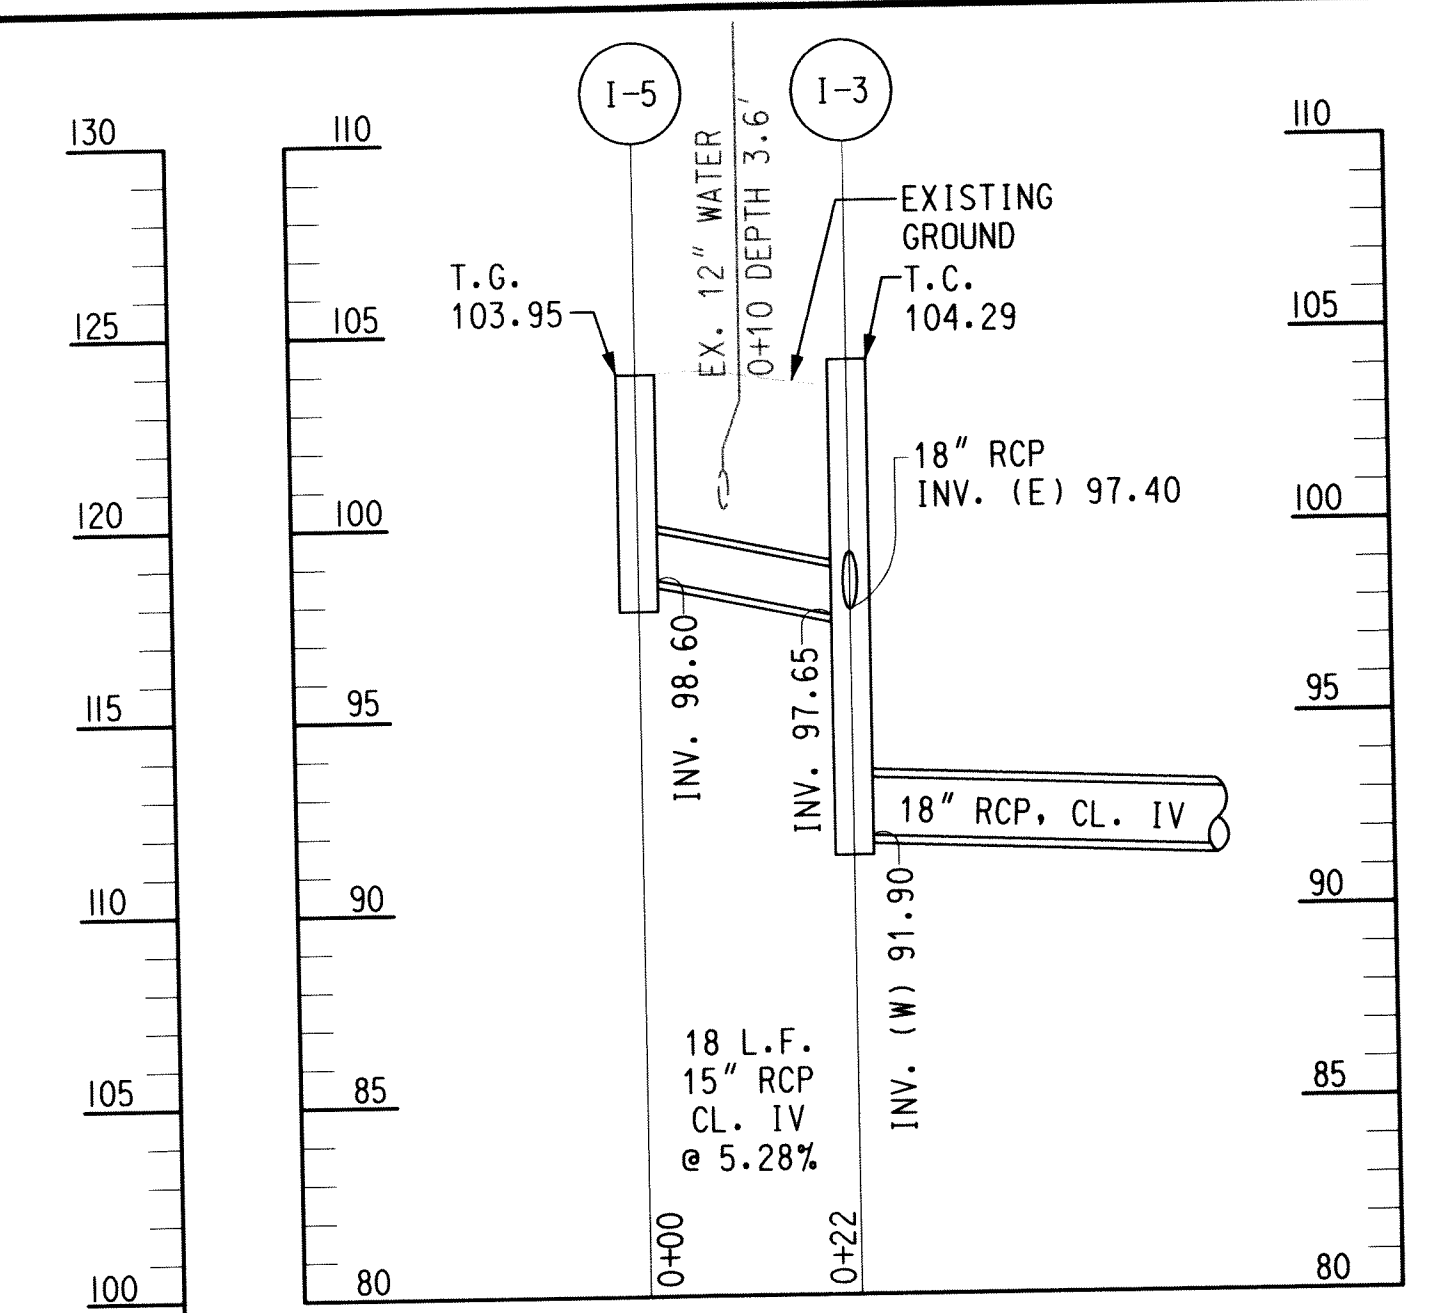 I-5
I-3
130
125
120
115
110
105
100
110
105
100
95
90
85
80
EX. 12" WATER
0+10 DEPTH 3.6'
EXISTING
GROUND
T.G.
103.95
T.C.
104.29
18" RCP
INV. (E) 97.40
INV. 98.60
INV. 97.65
18" RCP, CL. IV
INV. (W) 91.90
18 L.F.
15" RCP
CL. IV
@ 5.28%
0+00
0+22
110
105
100
95
90
85
80